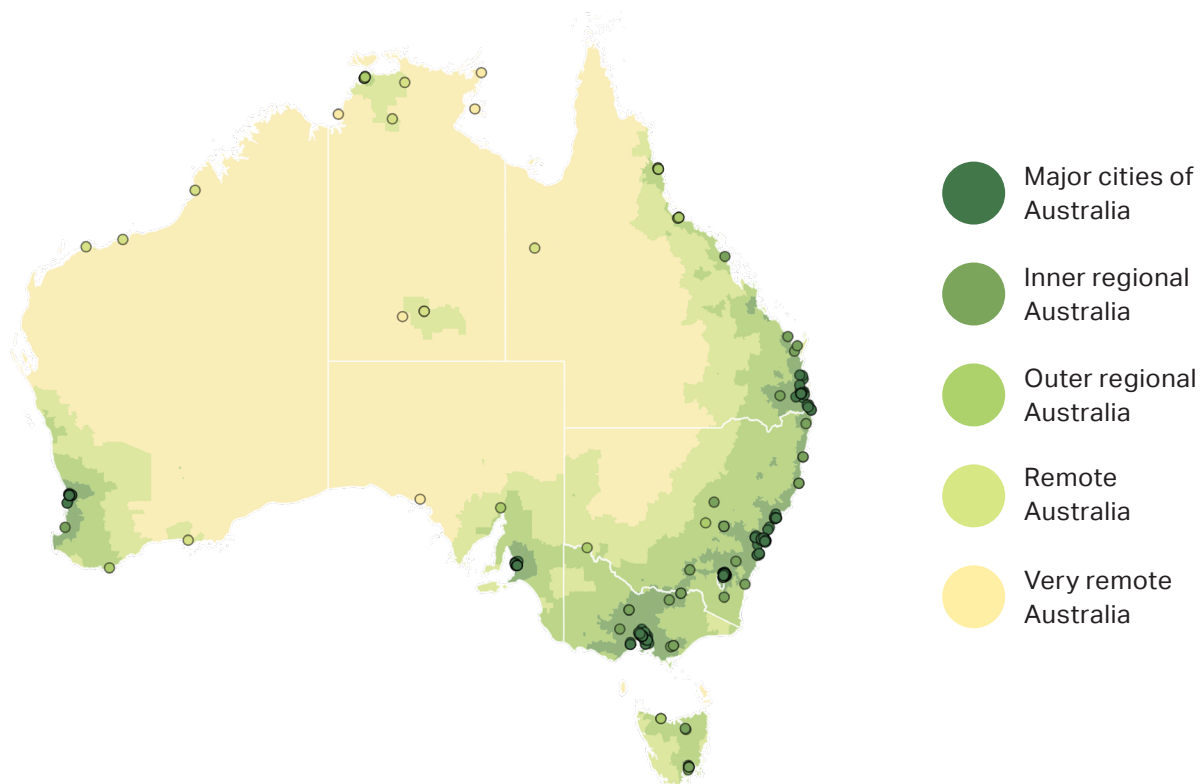 Major cities of
Australia
Inner regional
Australia
Outer regional
Australia
Remote
Australia
Very remote
Australia